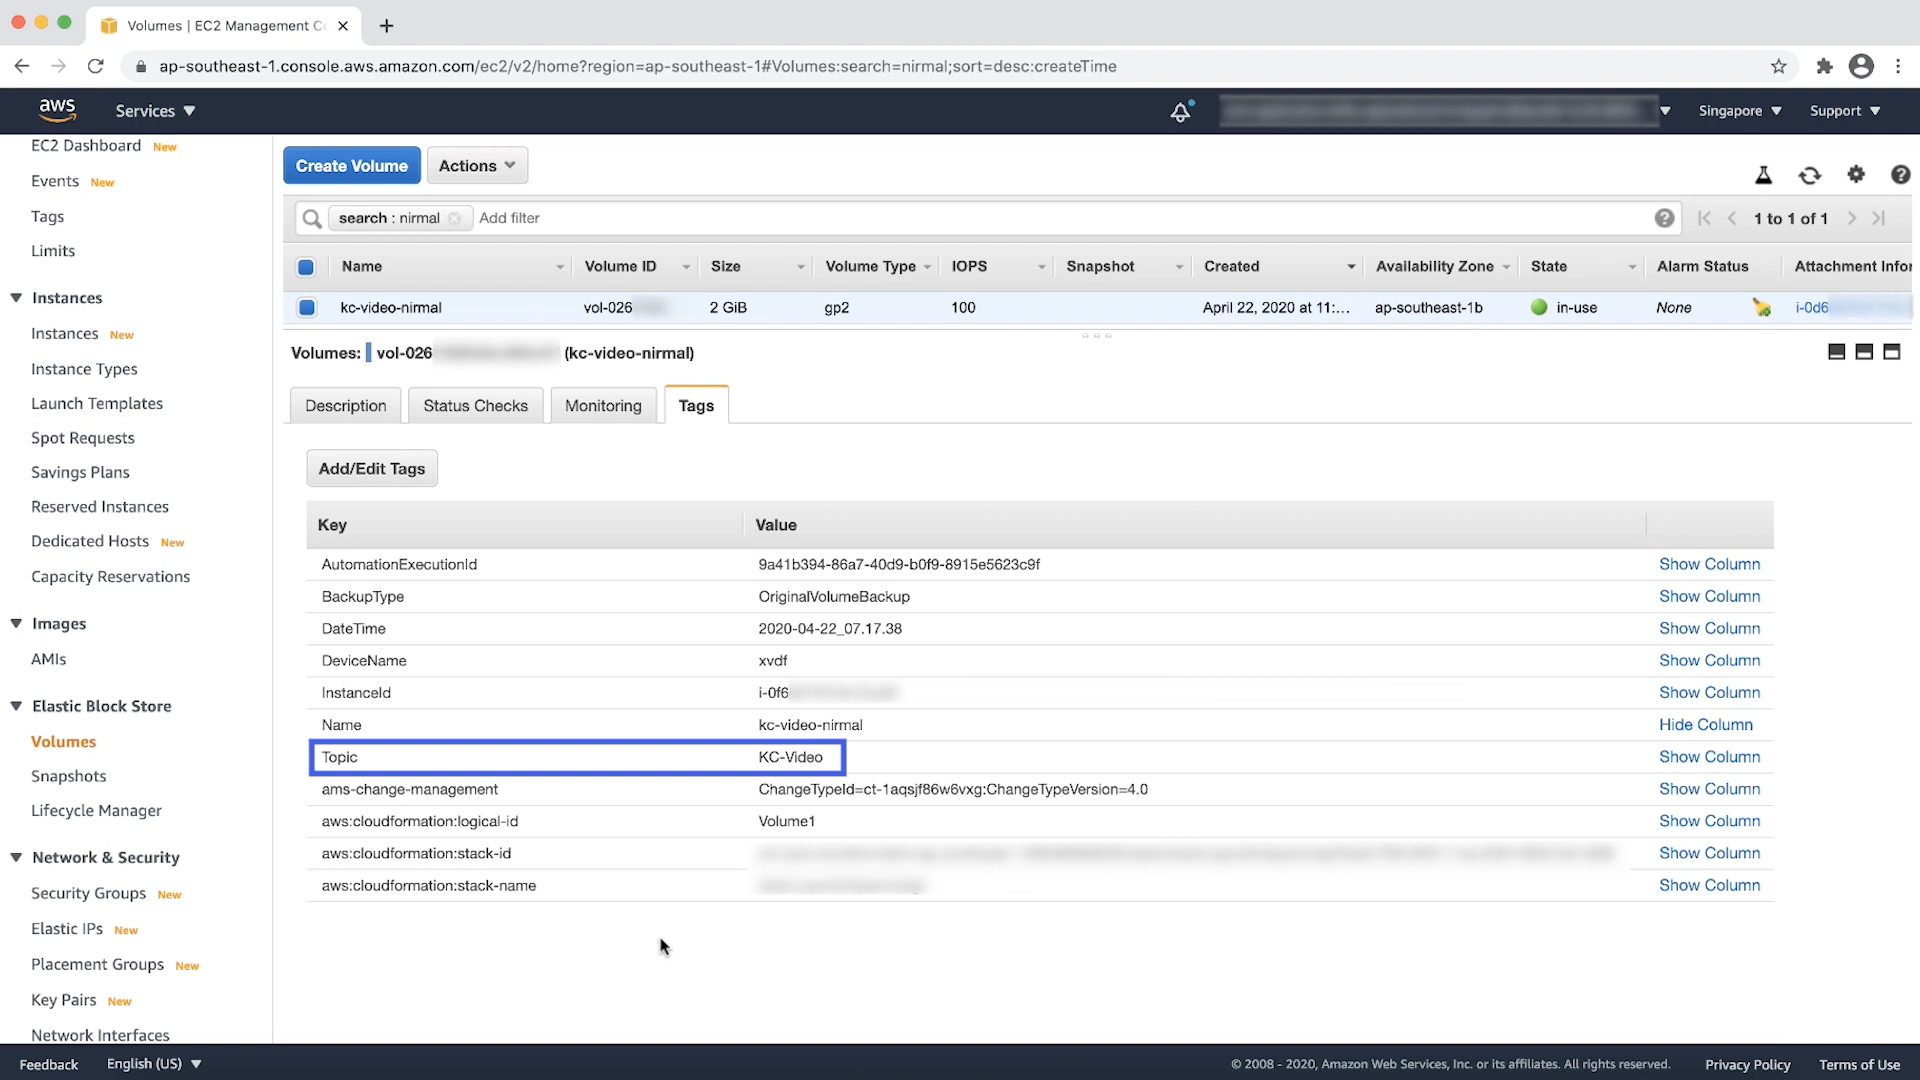 Volumes | EC2 Management Co
ap-southeast-1.console.aws.amazon.com/ec2/v2/home?region=ap-southeast-1#Volumes:search=nirmal;sort=desc:createTime
aws Services Singapore Support
EC2 Dashboard New
Events New
Tags
Limits
Instances
Instances New
Instance Types
Launch Templates
Spot Requests
Savings Plans
Reserved Instances
Dedicated Hosts New
Capacity Reservations
Images
AMIs
Elastic Block Store
Volumes
Snapshots
Lifecycle Manager
Network & Security
Security Groups New
Elastic IPs New
Placement Groups New
Key Pairs New
Network Interfaces
Create Volume Actions
search : nirmal Add filter 1 to 1 of 1
Name Volume ID Size Volume Type IOPS Snapshot Created Availability Zone State Alarm Status Attachment Infor
kc-video-nirmal vol-026 2 GiB gp2 100 April 22, 2020 at 11:... ap-southeast-1b in-use None i-0d6
Volumes: vol-026 (kc-video-nirmal)
Description Status Checks Monitoring Tags
Add/Edit Tags
Key Value
AutomationExecutionId 9a41b394-86a7-40d9-b0f9-8915e5623c9f Show Column
BackupType OriginalVolumeBackup Show Column
DateTime 2020-04-22_07.17.38 Show Column
DeviceName xvdf Show Column
InstanceId i-0f6 Show Column
Name kc-video-nirmal Hide Column
Topic KC-Video Show Column
ams-change-management ChangeTypeId=ct-1aqsjf86w6vxg:ChangeTypeVersion=4.0 Show Column
aws:cloudformation:logical-id Volume1 Show Column
aws:cloudformation:stack-id Show Column
aws:cloudformation:stack-name Show Column
Feedback English (US) © 2008 - 2020, Amazon Web Services, Inc. or its affiliates. All rights reserved. Privacy Policy Terms of Use